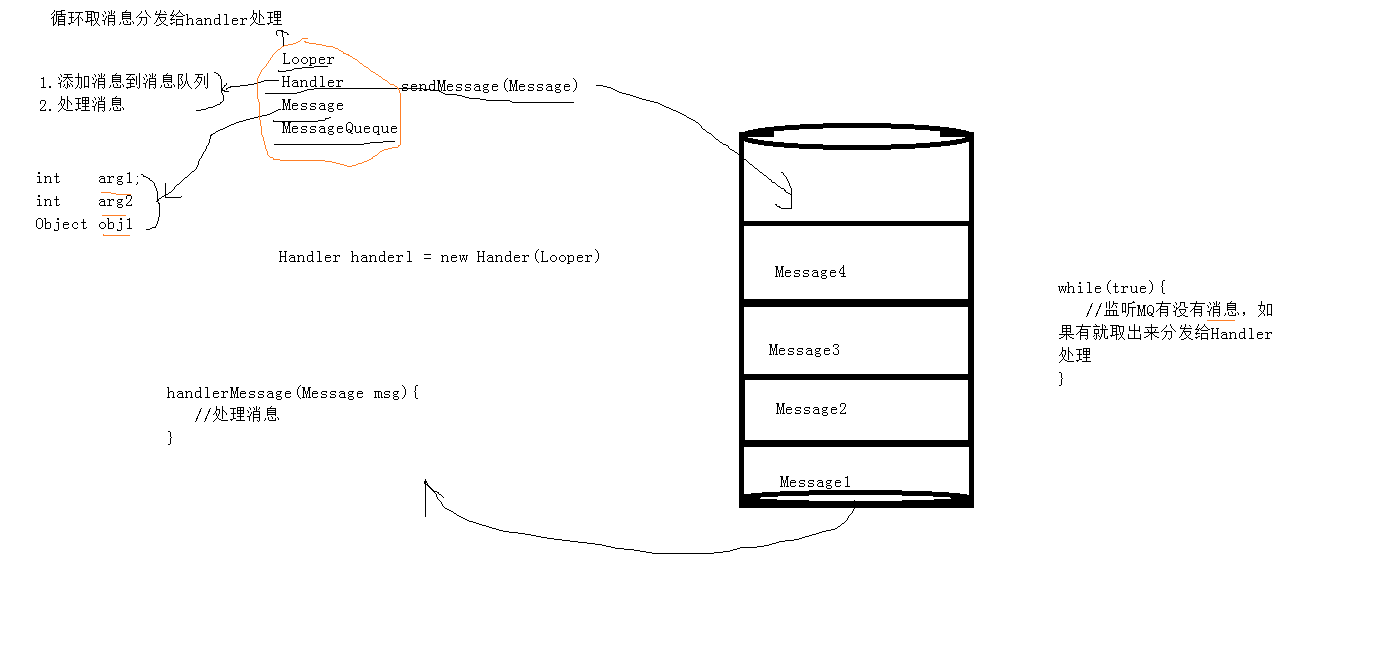 循环取消息分发给handler处理
Looper
Handler
Message
MessageQueque
1.添加消息到消息队列
2.处理消息
sendMessage(Message)
int arg1;
int arg2
Object obj1
Handler handerl = new Hander(Looper)
handlerMessage(Message msg){
//处理消息
}
Message4
Message3
Message2
Message1
while(true){
//监听MQ有没有消息，如
果有就取出来分发给Handler
处理
}